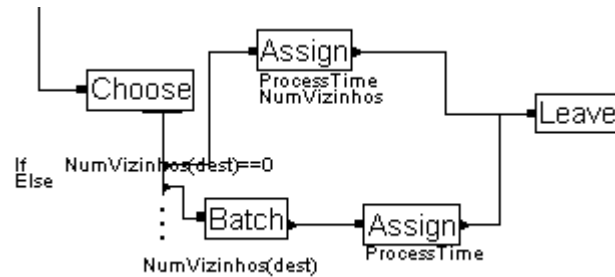 Assign
ProcessTime
NumVizinhos
Choose
Leave
If NumVizinhos(dest)==0
Else
Batch
Assign
ProcessTime
NumVizinhos(dest)